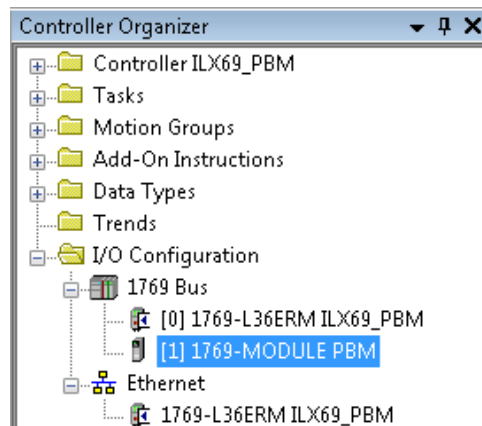 Controller Organizer
Controller ILX69_PBM
Tasks
Motion Groups
Add-On Instructions
Data Types
Trends
I/O Configuration
1769 Bus
[0] 1769-L36ERM ILX69_PBM
[1] 1769-MODULE PBM
Ethernet
1769-L36ERM ILX69_PBM